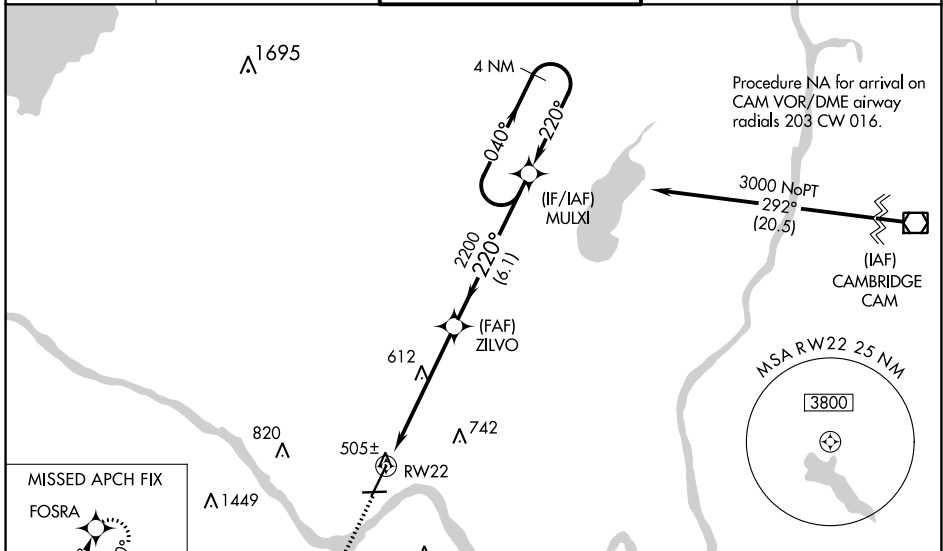 1695
4 NM
040°
220°
Procedure NA for arrival on
CAM VOR/DME airway
radials 203 CW 016.
(IF/IAF)
MULXI
3000 NoPT
292°
(20.5)
(IAF)
CAMBRIDGE
CAM
2200
220°
(6.1)
(FAF)
ZILVO
612
MSA RW22 25 NM
3800
820
742
505±
RW22
1449
MISSED APCH FIX
FOSRA